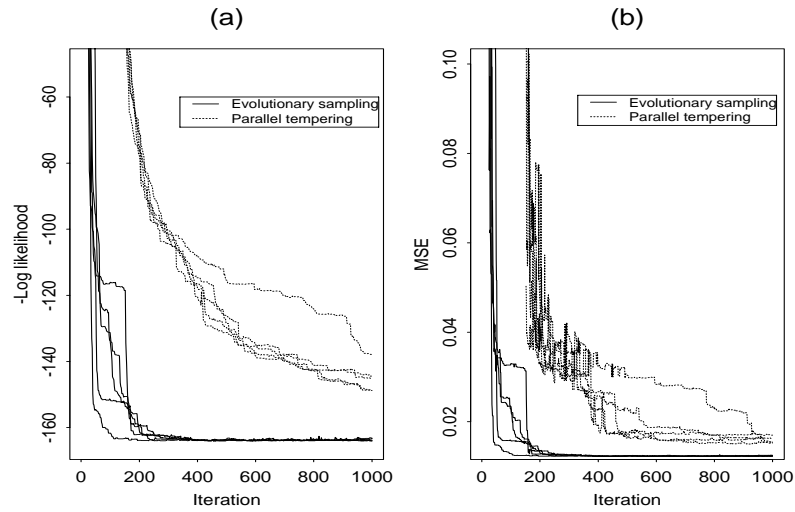 (a)
-Log likelihood
-60
-80
-100
-120
-140
-160
Evolutionary sampling
Parallel tempering
0
200
400
600
800
1000
Iteration
(b)
MSE
0.10
0.08
0.06
0.04
0.02
Evolutionary sampling
Parallel tempering
0
200
400
600
800
1000
Iteration